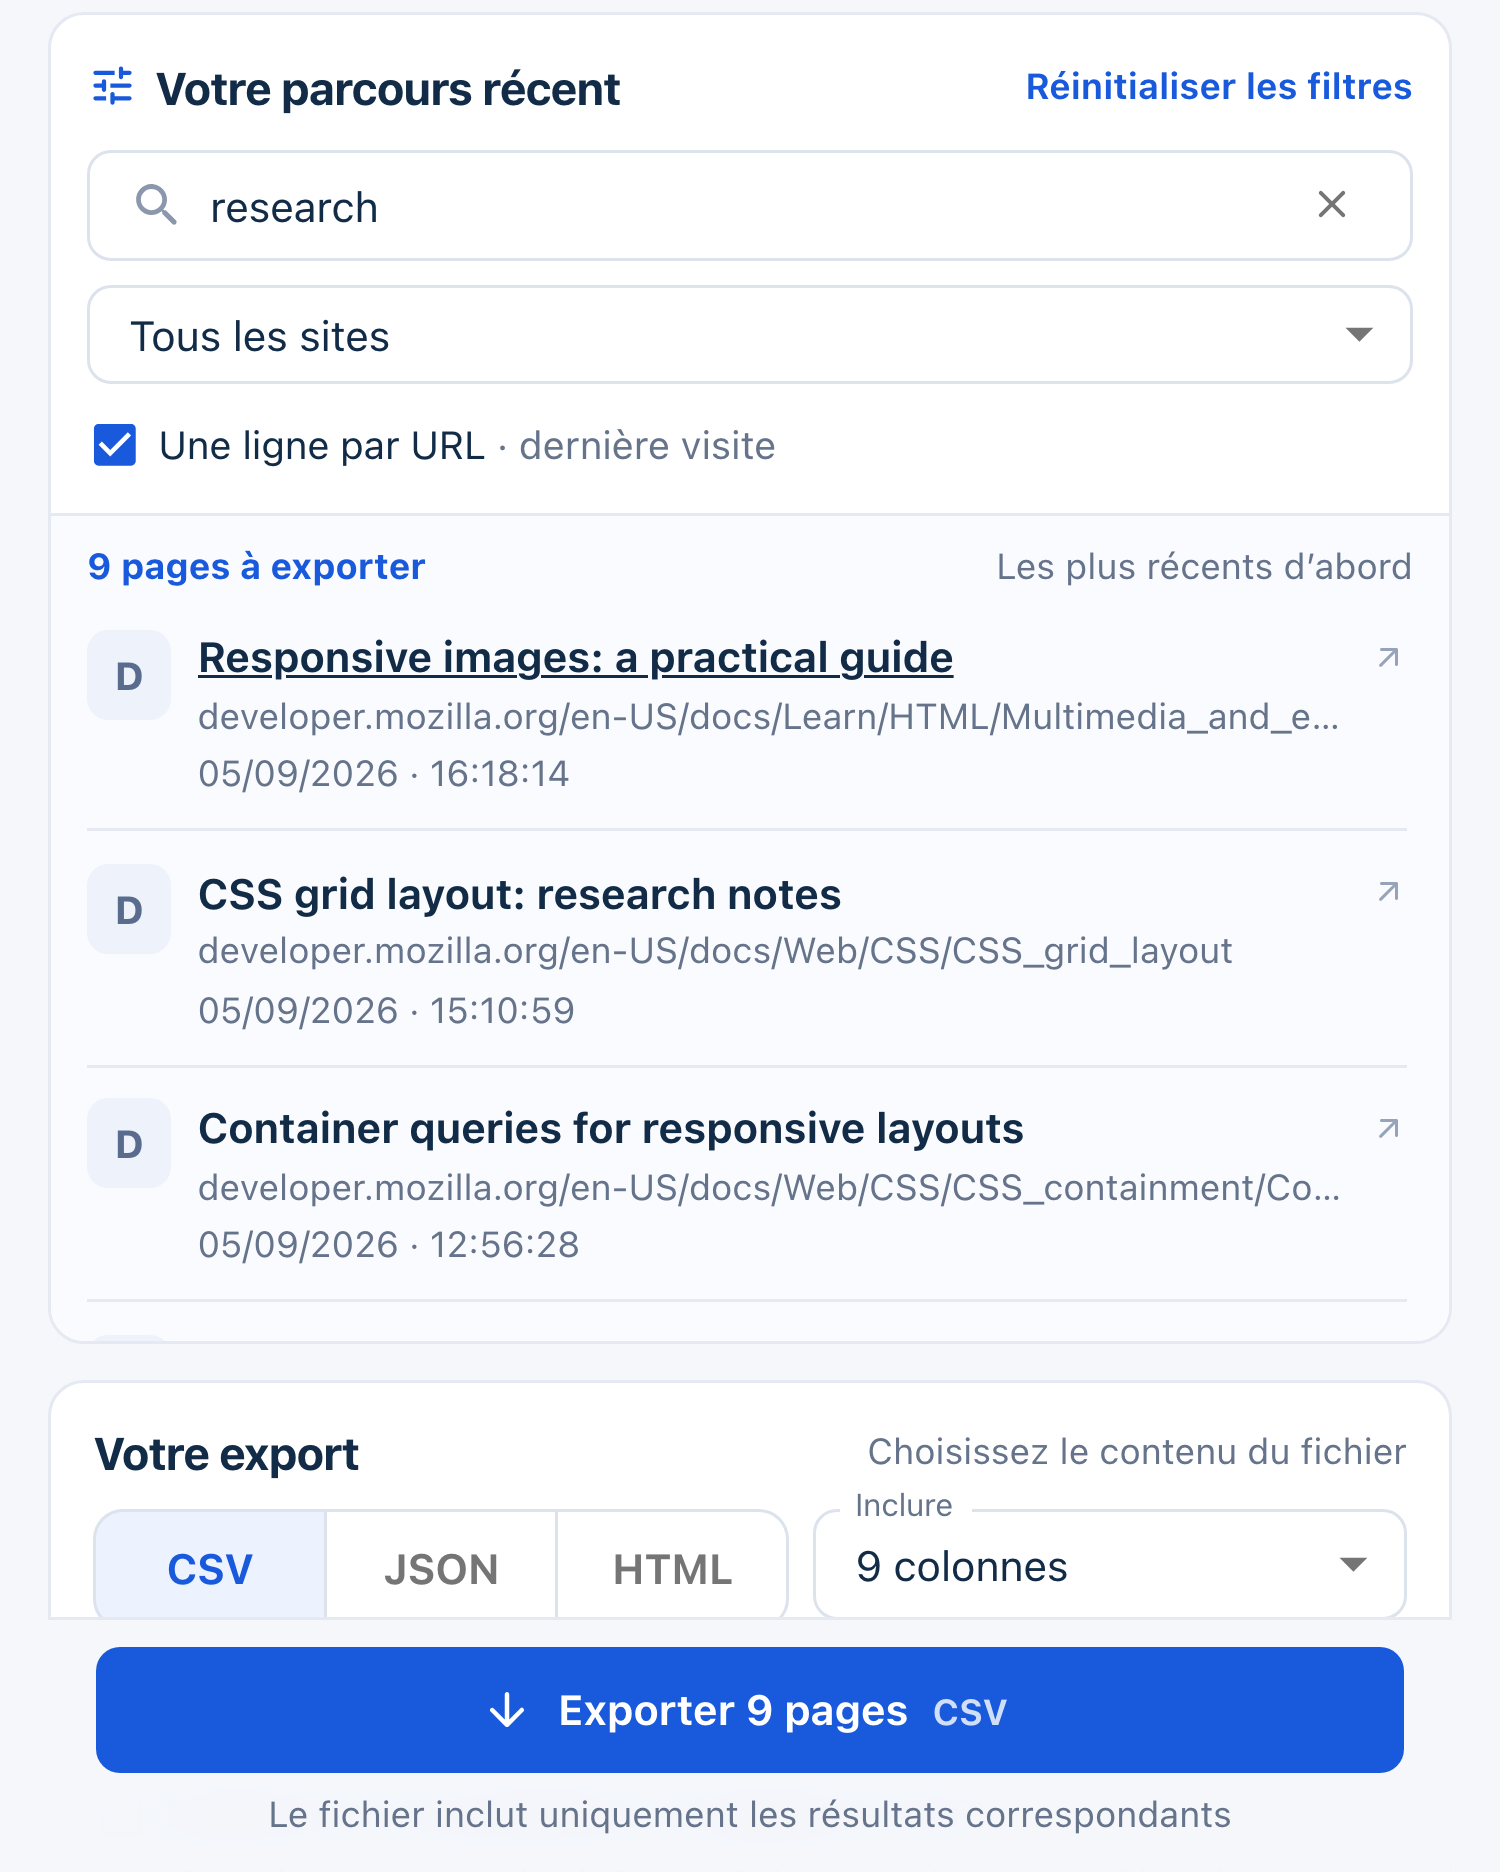 Votre parcours récent
Réinitialiser les filtres
research
Tous les sites
Une ligne par URL · dernière visite
9 pages à exporter
Les plus récents d’abord
D
Responsive images: a practical guide
developer.mozilla.org/en-US/docs/Learn/HTML/Multimedia_and_e...
05/09/2026 · 16:18:14
D
CSS grid layout: research notes
developer.mozilla.org/en-US/docs/Web/CSS/CSS_grid_layout
05/09/2026 · 15:10:59
D
Container queries for responsive layouts
developer.mozilla.org/en-US/docs/Web/CSS/CSS_containment/Co...
05/09/2026 · 12:56:28
Votre export
Choisissez le contenu du fichier
CSV
JSON
HTML
Inclure
9 colonnes
Exporter 9 pages CSV
Le fichier inclut uniquement les résultats correspondants